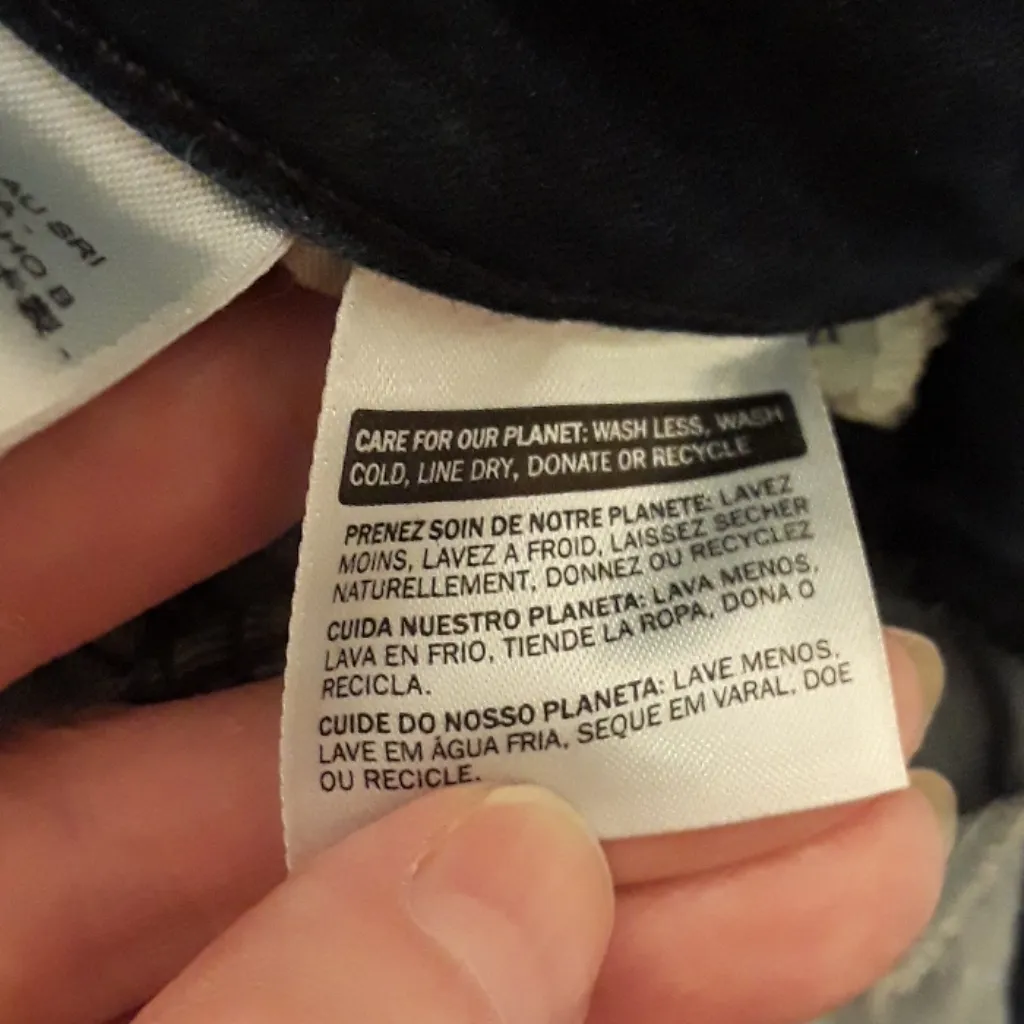 AU SRI
HO B
CARE FOR OUR PLANET: WASH LESS, WASH
COLD, LINE DRY, DONATE OR RECYCLE
PRENEZ SOIN DE NOTRE PLANETE: LAVEZ
MOINS, LAVEZ A FROID, LAISSEZ SECHER
NATURELLEMENT, DONNEZ OU RECYCLEZ
CUIDA NUESTRO PLANETA: LAVA MENOS,
LAVA EN FRIO, TIENDE LA ROPA, DONA O
RECICLA.
CUIDE DO NOSSO PLANETA: LAVE MENOS.
LAVE EM ÁGUA FRIA, SEQUE EM VARAL, DOE
OU RECICLE.